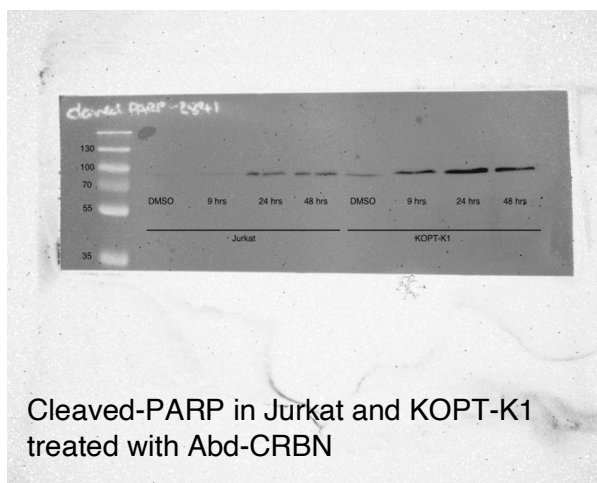 cleaved PARP - 2841
130
100
70
55
35
DMSO 9 hrs 24 hrs 48 hrs DMSO 9 hrs 24 hrs 48 hrs
Jurkat KOPT-K1
Cleaved-PARP in Jurkat and KOPT-K1
treated with Abd-CRBN